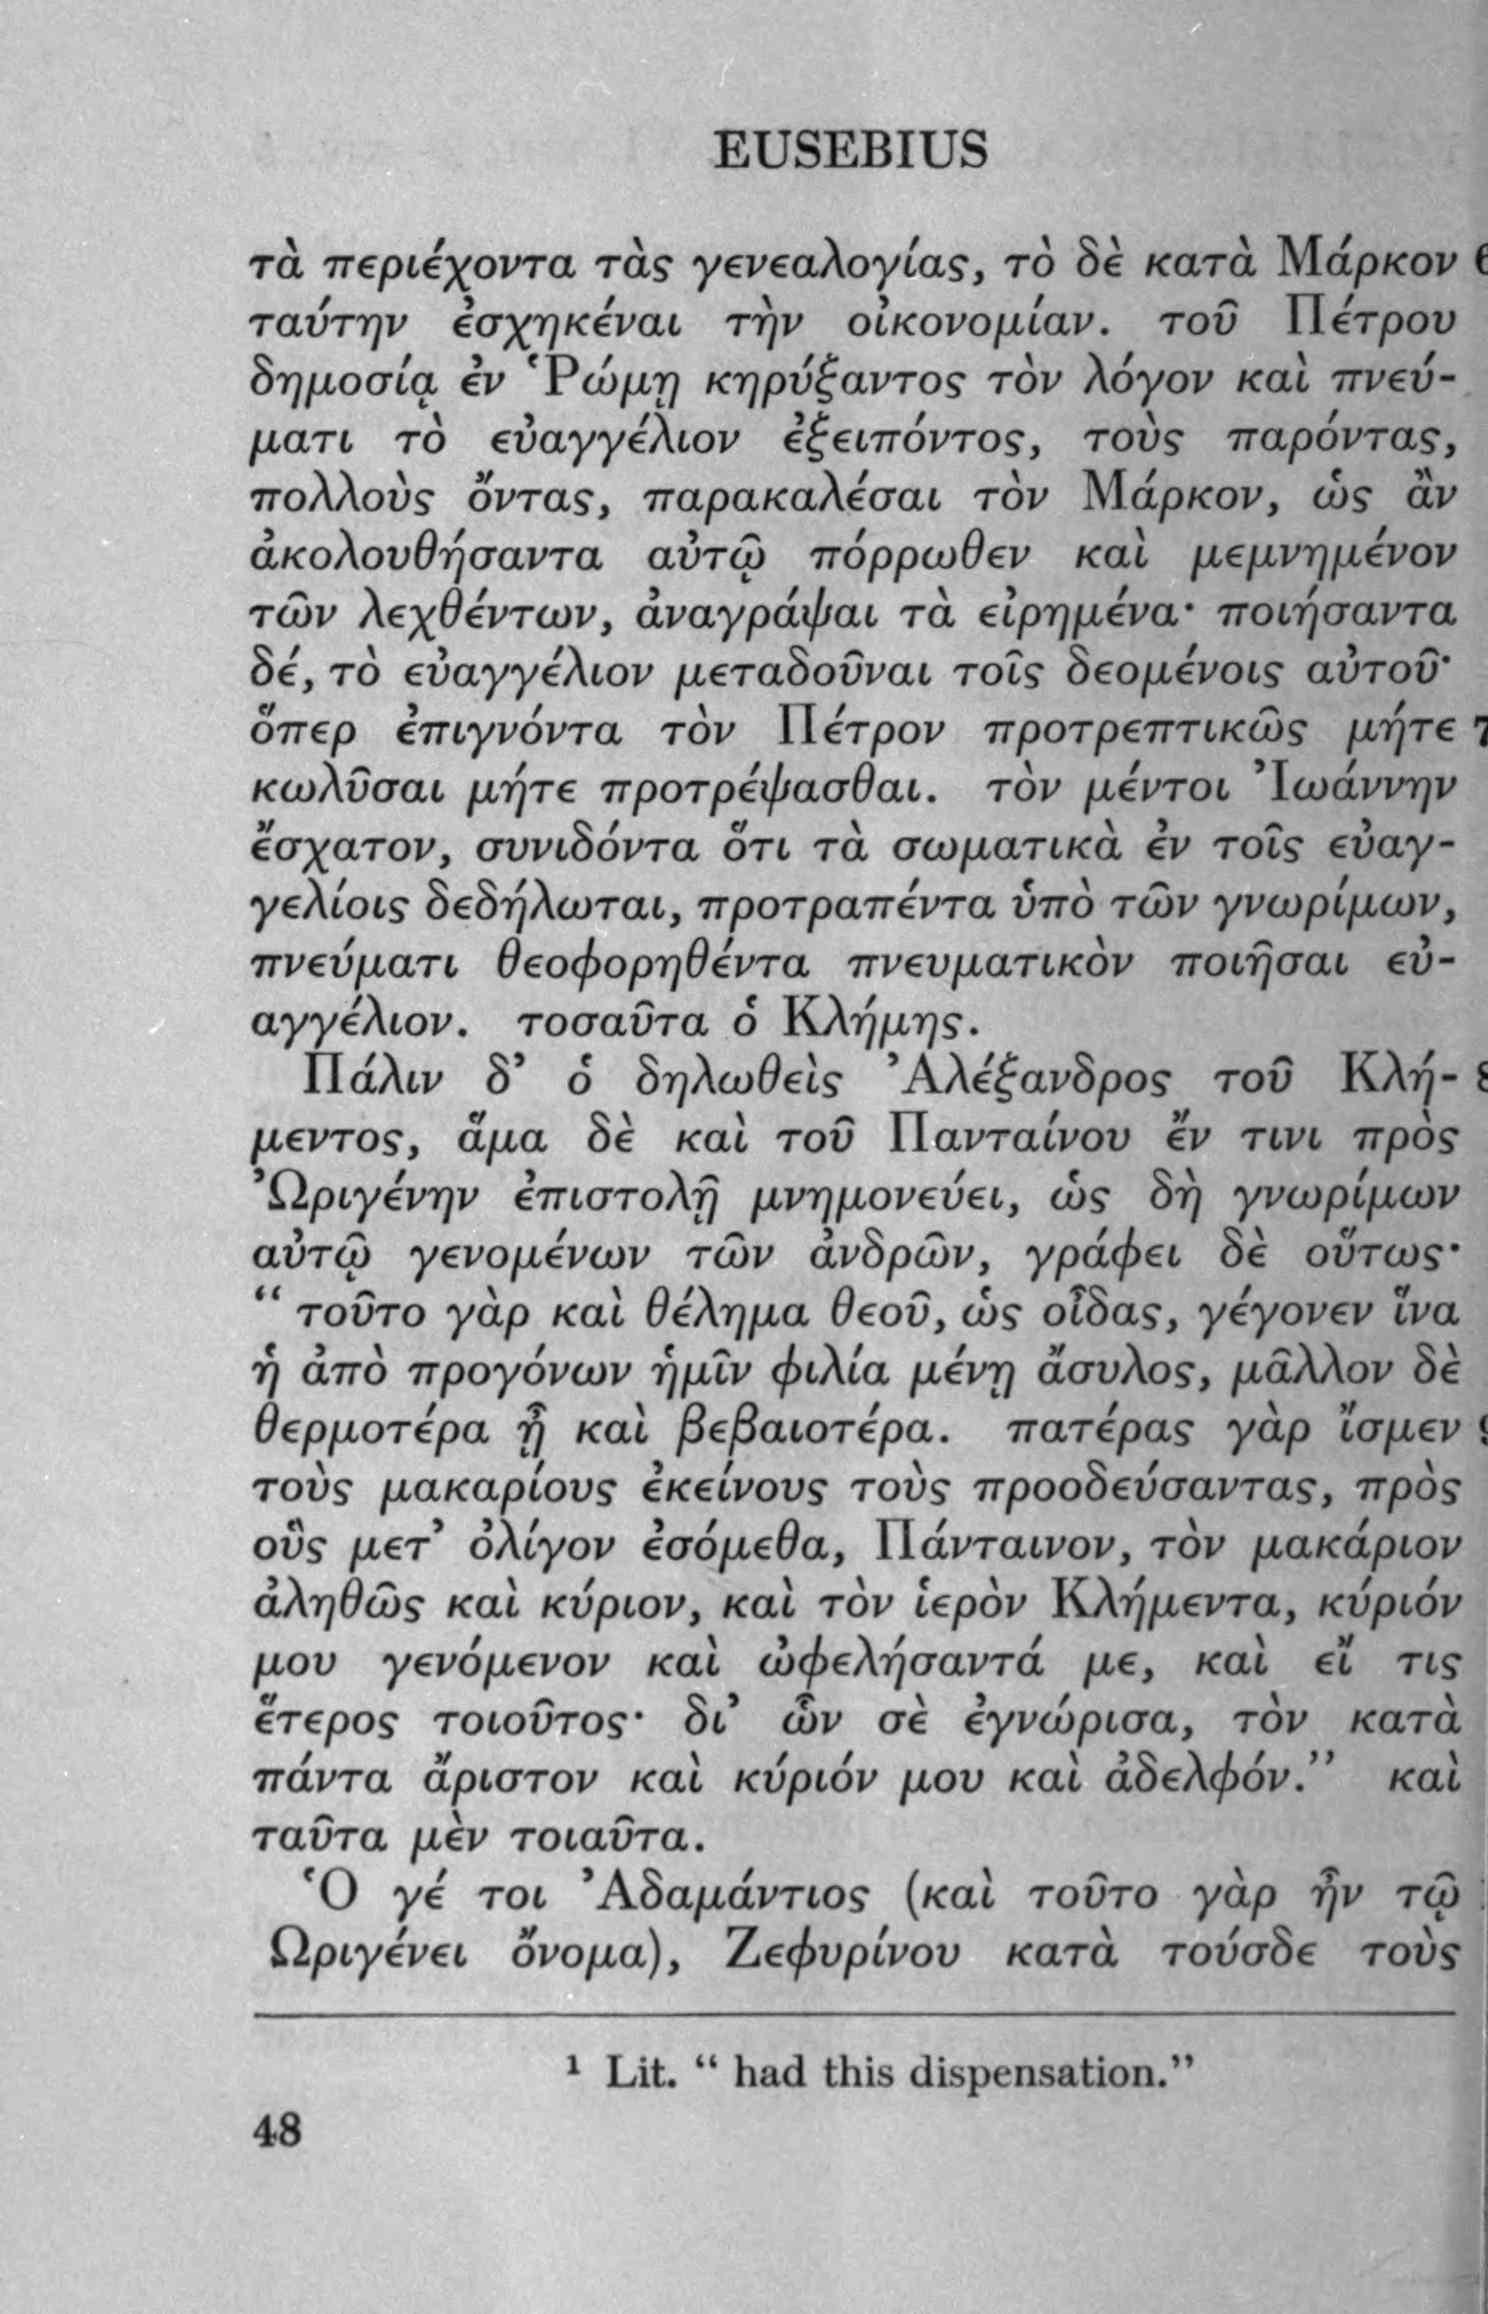 EUSEBIUS
τὰ περιέχοντα τὰς γενεαλογίας, τὸ δὲ κατὰ Μάρκον 6
ταύτην ἐσχηκέναι τὴν οἰκονομίαν. τοῦ Πέτρου
δημοσίᾳ ἐν Ῥώμῃ κηρύξαντος τὸν λόγον καὶ πνεύ-
ματι τὸ εὐαγγέλιον ἐξειπόντος, τοὺς παρόντας,
πολλοὺς ὄντας, παρακαλέσαι τὸν Μάρκον, ὡς ἂν
ἀκολουθήσαντα αὐτῷ πόρρωθεν καὶ μεμνημένον
τῶν λεχθέντων, ἀναγράψαι τὰ εἰρημένα· ποιήσαντα
δέ, τὸ εὐαγγέλιον μεταδοῦναι τοῖς δεομένοις αὐτοῦ·
ὅπερ ἐπιγνόντα τὸν Πέτρον προτρεπτικῶς μήτε 7
κωλῦσαι μήτε προτρέψασθαι. τὸν μέντοι Ἰωάννην
ἔσχατον, συνιδόντα ὅτι τὰ σωματικὰ ἐν τοῖς εὐαγ-
γελίοις δεδήλωται, προτραπέντα ὑπὸ τῶν γνωρίμων,
πνεύματι θεοφορηθέντα πνευματικὸν ποιῆσαι εὐ-
αγγέλιον. τοσαῦτα ὁ Κλήμης.
Πάλιν δ’ ὁ δηλωθεὶς Ἀλέξανδρος τοῦ Κλή- 8
μεντος, ἅμα δὲ καὶ τοῦ Πανταίνου ἔν τινι πρὸς
Ὠριγένην ἐπιστολῇ μνημονεύει, ὡς δὴ γνωρίμων
αὐτῷ γενομένων τῶν ἀνδρῶν, γράφει δὲ οὕτως·
“ τοῦτο γὰρ καὶ θέλημα θεοῦ, ὡς οἶδας, γέγονεν ἵνα
ἡ ἀπὸ προγόνων ἡμῖν φιλία μένῃ ἄσυλος, μᾶλλον δὲ
θερμοτέρα ᾖ καὶ βεβαιοτέρα. πατέρας γὰρ ἴσμεν 9
τοὺς μακαρίους ἐκείνους τοὺς προοδεύσαντας, πρὸς
οὓς μετ’ ὀλίγον ἐσόμεθα, Πάνταινον, τὸν μακάριον
ἀληθῶς καὶ κύριον, καὶ τὸν ἱερὸν Κλήμεντα, κύριόν
μου γενόμενον καὶ ὠφελήσαντά με, καὶ εἴ τις
ἕτερος τοιοῦτος· δι’ ὧν σὲ ἐγνώρισα, τὸν κατὰ
πάντα ἄριστον καὶ κύριόν μου καὶ ἀδελφόν.” καὶ
ταῦτα μὲν τοιαῦτα.
Ὁ γέ τοι Ἀδαμάντιος (καὶ τοῦτο γὰρ ἦν τῷ
Ωριγένει ὄνομα), Ζεφυρίνου κατὰ τούσδε τοὺς
¹ Lit. “ had this dispensation.”
48